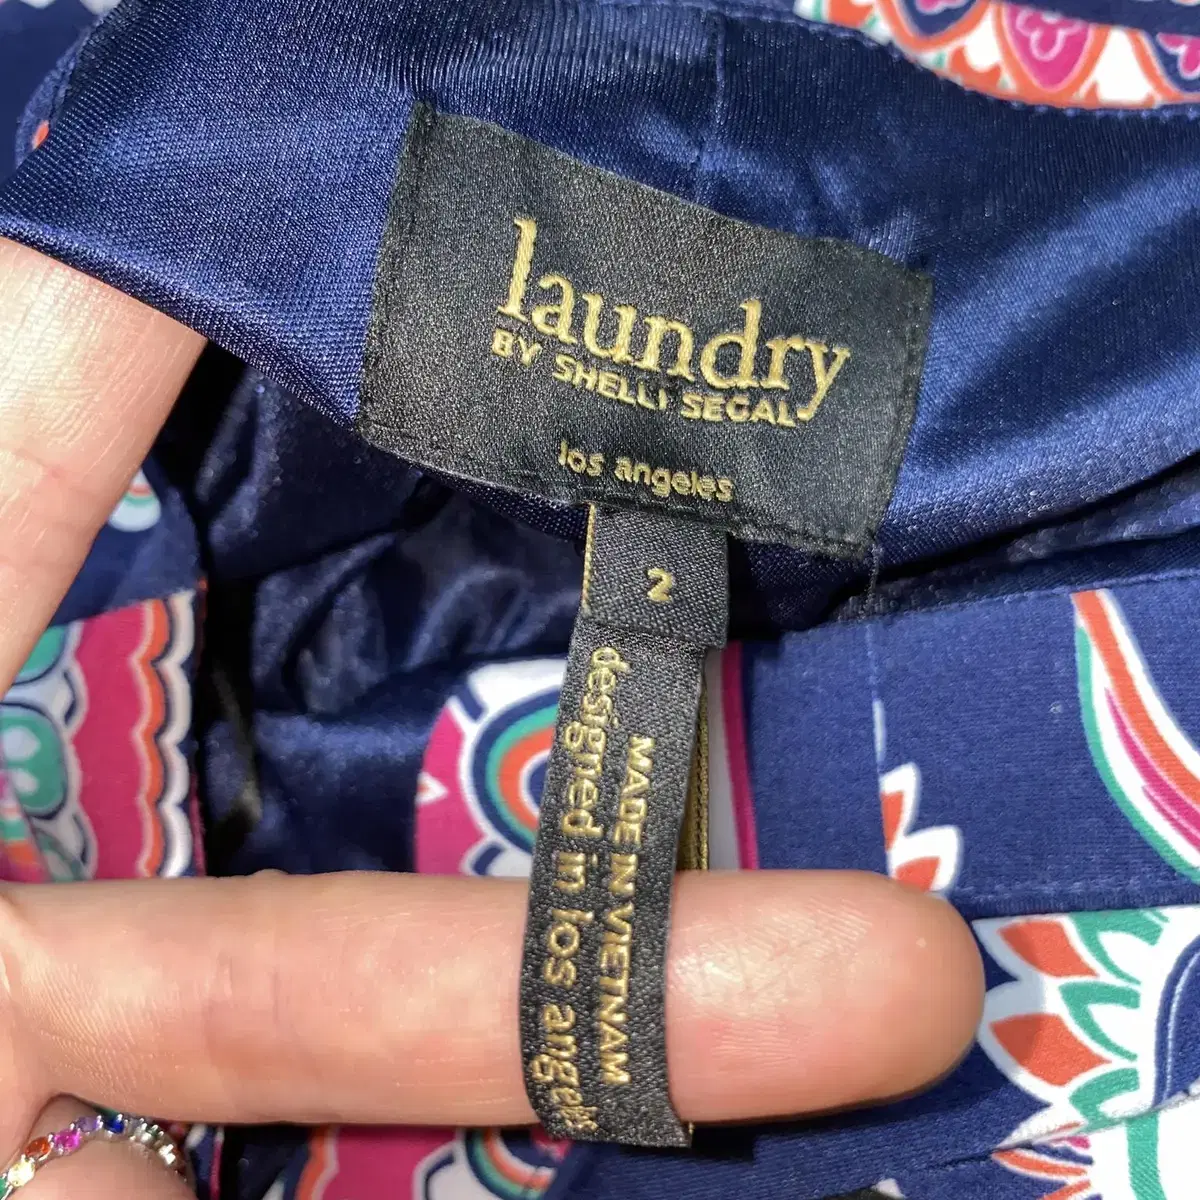 laundry
BY SHELLI SEGAL
los angeles
2
designed in los angeles
MADE IN VIETNAM